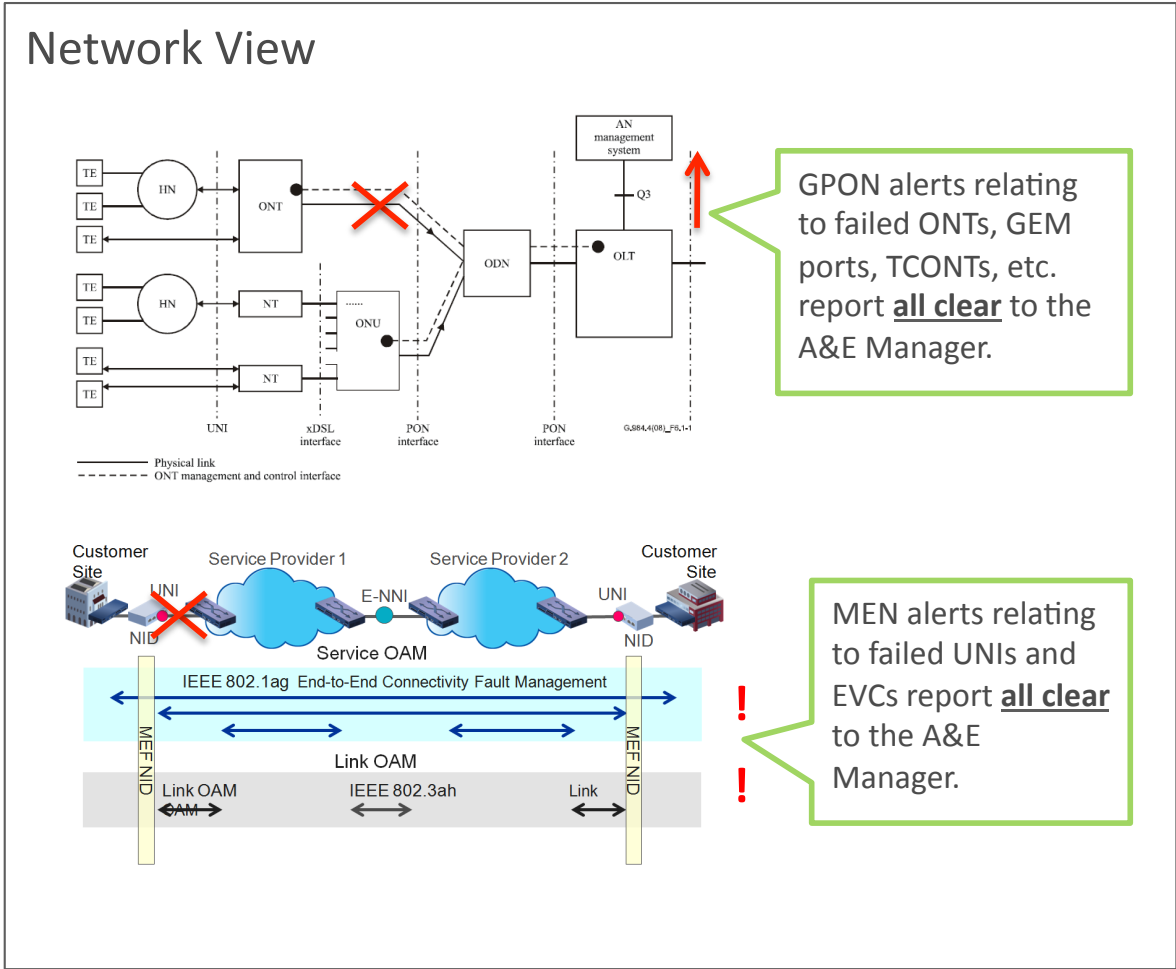 Network View
AN
management
system
Q3
TE
TE
TE
HN
ONT
ODN
OLT
TE
TE
HN
NT
......
ONU
TE
TE
NT
UNI
xDSL
interface
PON
interface
PON
interface
G.984.4(08)_F6.1-1
Physical link
ONT management and control interface
GPON alerts relating
to failed ONTs, GEM
ports, TCONTs, etc.
report all clear to the
A&E Manager.
Customer
Site
Service Provider 1
Service Provider 2
Customer
Site
UNI
E-NNI
UNI
NID
NID
Service OAM
IEEE 802.1ag End-to-End Connectivity Fault Management
!
MEF NID
MEF NID
Link OAM
!
Link OAM
OAM
IEEE 802.3ah
Link
MEN alerts relating
to failed UNIs and
EVCs report all clear
to the A&E
Manager.